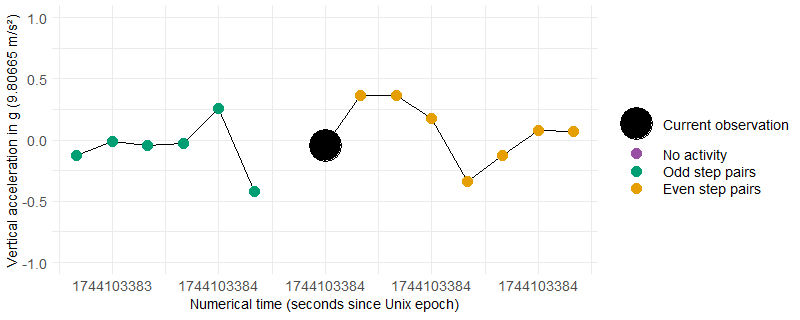 Vertical acceleration in g (9.80665 m/s²)
1.0
0.5
0.0
-0.5
-1.0
1744103383 1744103384 1744103384 1744103384 1744103384
Numerical time (seconds since Unix epoch)
Current observation
No activity
Odd step pairs
Even step pairs